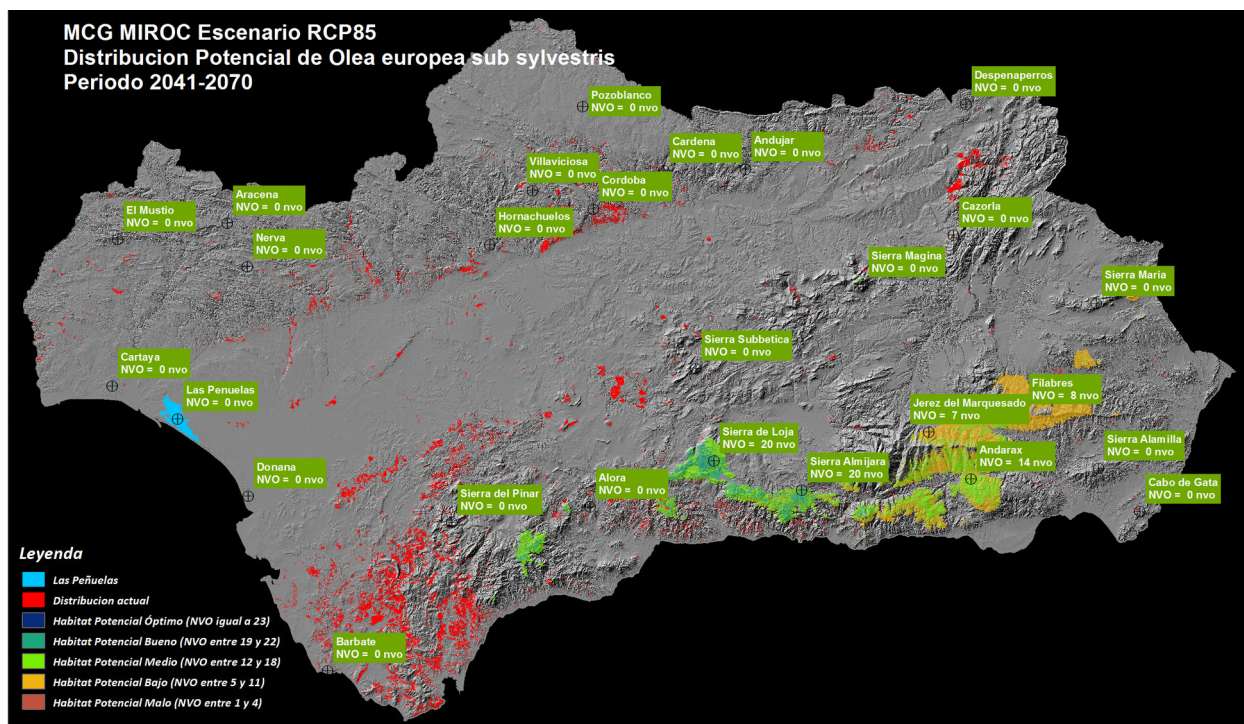 MCG MIROC Escenario RCP85
Distribucion Potencial de Olea europea sub sylvestris
Periodo 2041-2070
Despenaperros
NVO = 0 nvo
Pozoblanco
NVO = 0 nvo
Cardena
NVO = 0 nvo
Andujar
NVO = 0 nvo
Villaviciosa
NVO = 0 nvo
Cordoba
NVO = 0 nvo
Aracena
NVO = 0 nvo
El Mustio
NVO = 0 nvo
Nerva
NVO = 0 nvo
Hornachuelos
NVO = 0 nvo
Cazorla
NVO = 0 nvo
Sierra Magina
NVO = 0 nvo
Sierra Maria
NVO = 0 nvo
Sierra Subbetica
NVO = 0 nvo
Cartaya
NVO = 0 nvo
Las Penuelas
NVO = 0 nvo
Filabres
NVO = 8 nvo
Jerez del Marquesado
NVO = 7 nvo
Sierra de Loja
NVO = 20 nvo
Sierra Alamilla
NVO = 0 nvo
Andarax
NVO = 14 nvo
Sierra Almijara
NVO = 20 nvo
Donana
NVO = 0 nvo
Sierra del Pinar
NVO = 0 nvo
Alora
NVO = 0 nvo
Cabo de Gata
NVO = 0 nvo
Barbate
NVO = 0 nvo
Leyenda
Las Peñuelas
Distribucion actual
Habitat Potencial Óptimo (NVO igual a 23)
Habitat Potencial Bueno (NVO entre 19 y 22)
Habitat Potencial Medio (NVO entre 12 y 18)
Habitat Potencial Bajo (NVO entre 5 y 11)
Habitat Potencial Malo (NVO entre 1 y 4)